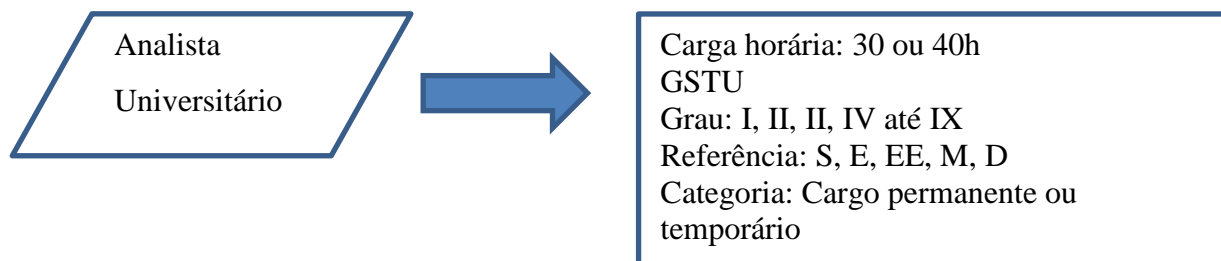 Analista
Universitário
Carga horária: 30 ou 40h
GSTU
Grau: I, II, II, IV até IX
Referência: S, E, EE, M, D
Categoria: Cargo permanente ou
temporário